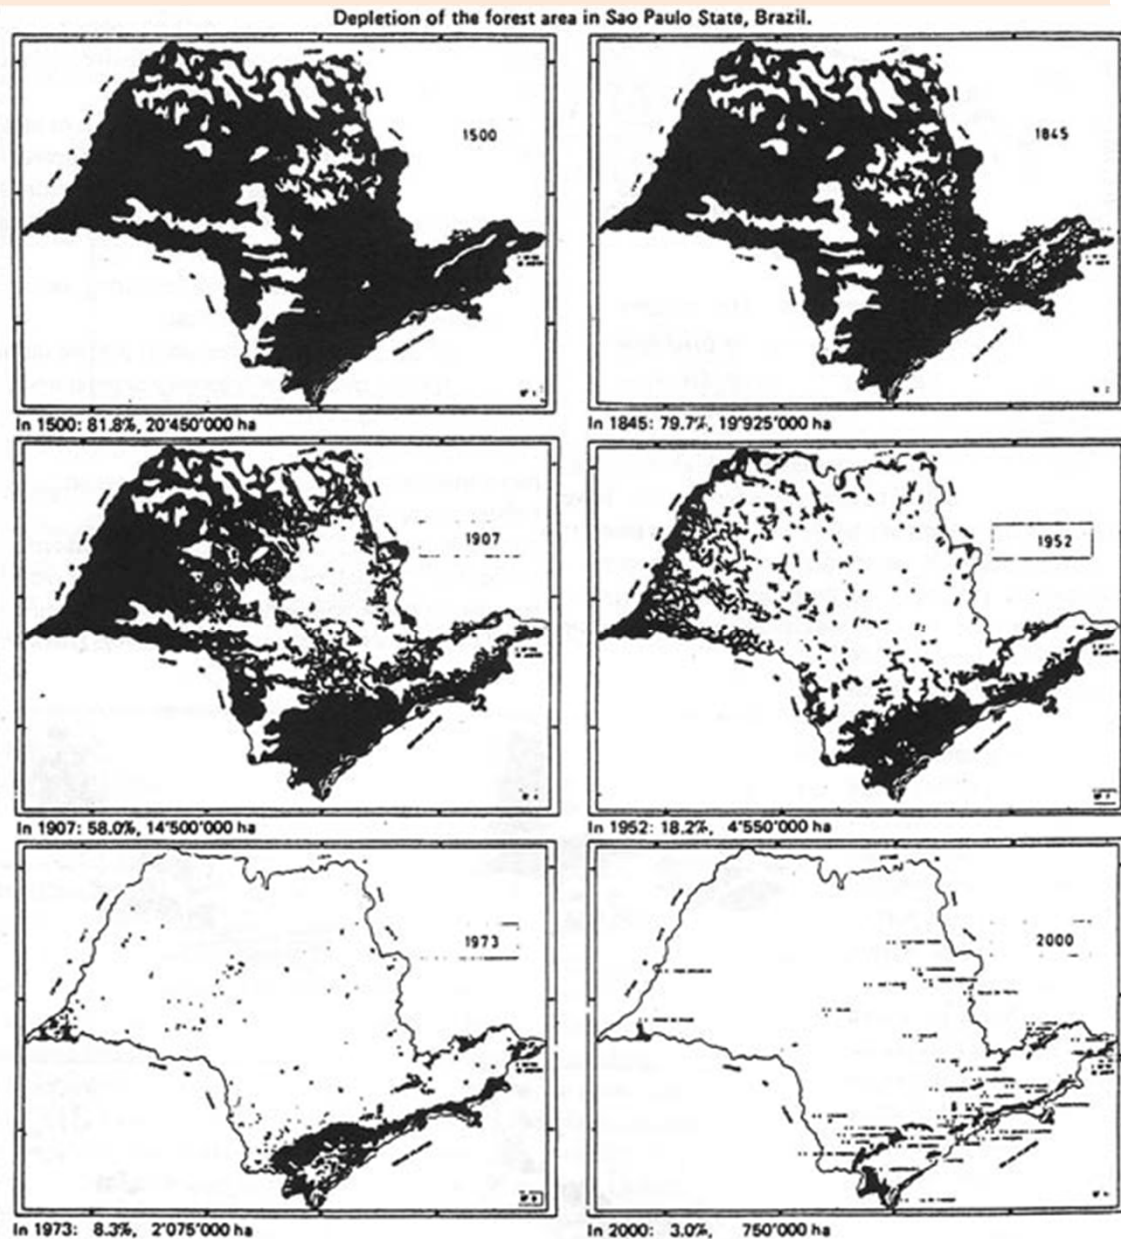 Depletion of the forest area in Sao Paulo State, Brazil.
1500
1845
In 1500: 81.8%, 20'450'000 ha
In 1845: 79.7%, 19'925'000 ha
1907
1952
In 1907: 58.0%, 14'500'000 ha
In 1952: 18.2%, 4'550'000 ha
1973
2000
In 1973: 8.3%, 2'075'000 ha
In 2000: 3.0%, 750'000 ha